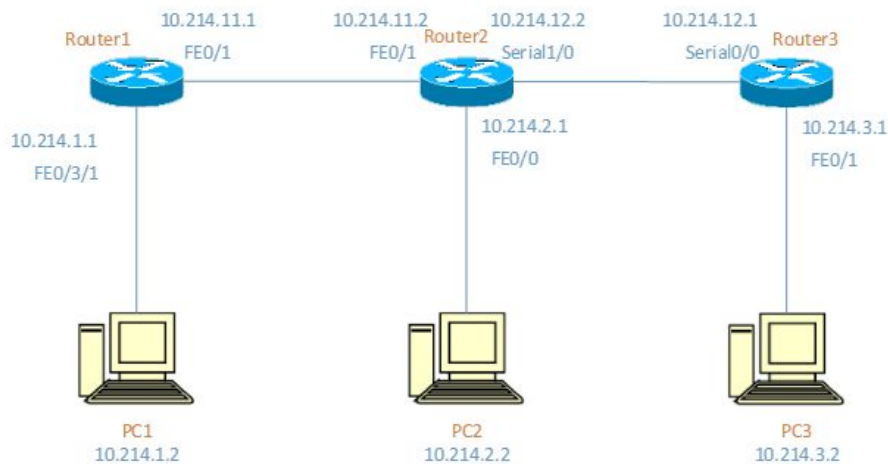 10.214.11.1
10.214.11.2
10.214.12.2
10.214.12.1
Router1
Router2
Router3
FE0/1
FE0/1
Serial1/0
Serial0/0
10.214.1.1
10.214.2.1
10.214.3.1
FE0/3/1
FE0/0
FE0/1
PC1
PC2
PC3
10.214.1.2
10.214.2.2
10.214.3.2